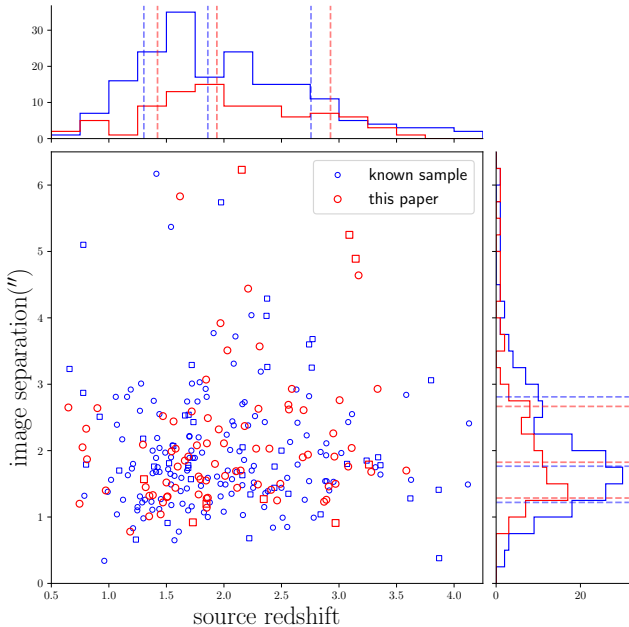 30
20
10
0
6
5
4
3
2
1
0
known sample
this paper
image separation(″)
0.5 1.0 1.5 2.0 2.5 3.0 3.5 4.0
0 20
source redshift